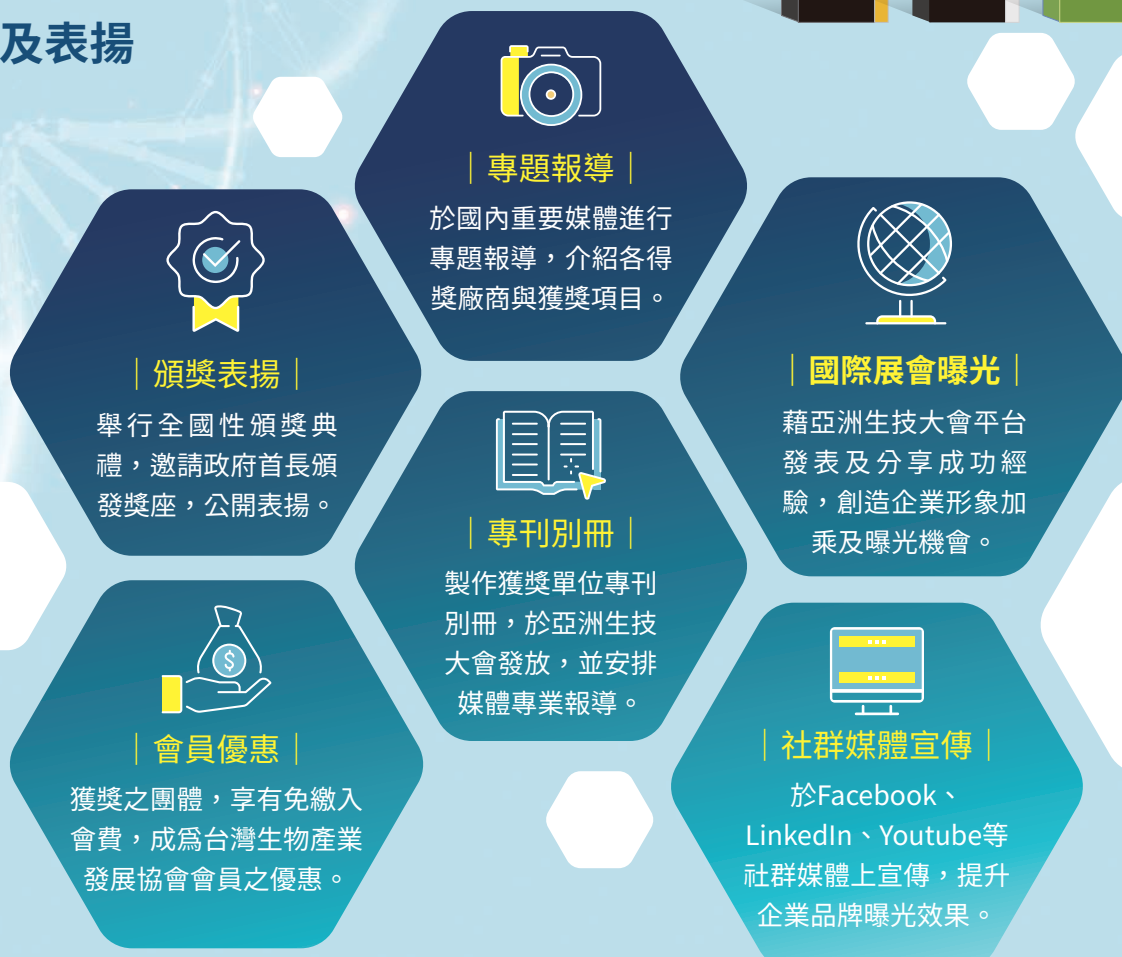 及表揚
｜專題報導｜
於國內重要媒體進行
專題報導，介紹各得
獎廠商與獲獎項目。
｜頒獎表揚｜
舉行全國性頒獎典
禮，邀請政府首長頒
發獎座，公開表揚。
｜國際展會曝光｜
藉亞洲生技大會平台
發表及分享成功經
驗，創造企業形象加
乘及曝光機會。
｜專刊別冊｜
製作獲獎單位專刊
別冊，於亞洲生技
大會發放，並安排
媒體專業報導。
｜會員優惠｜
獲獎之團體，享有免繳入
會費，成爲台灣生物產業
發展協會會員之優惠。
｜社群媒體宣傳｜
於Facebook、
LinkedIn、Youtube等
社群媒體上宣傳，提升
企業品牌曝光效果。
$